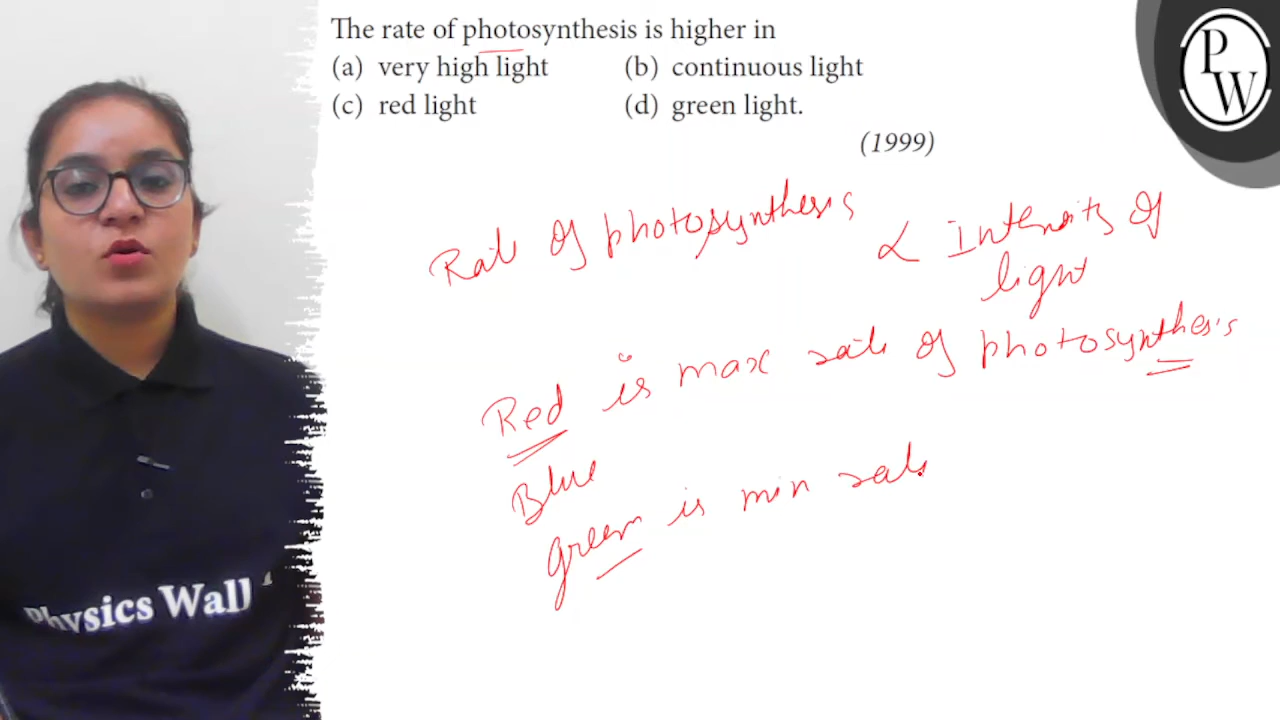 The rate of photosynthesis is higher in
(a) very high light (b) continuous light
(c) red light (d) green light.
(1999)
PW
Rate of photosynthesis ∝ Intensity of
light
Red is max rate of photosynthesis
Blue
green is min rate
Physics Wall